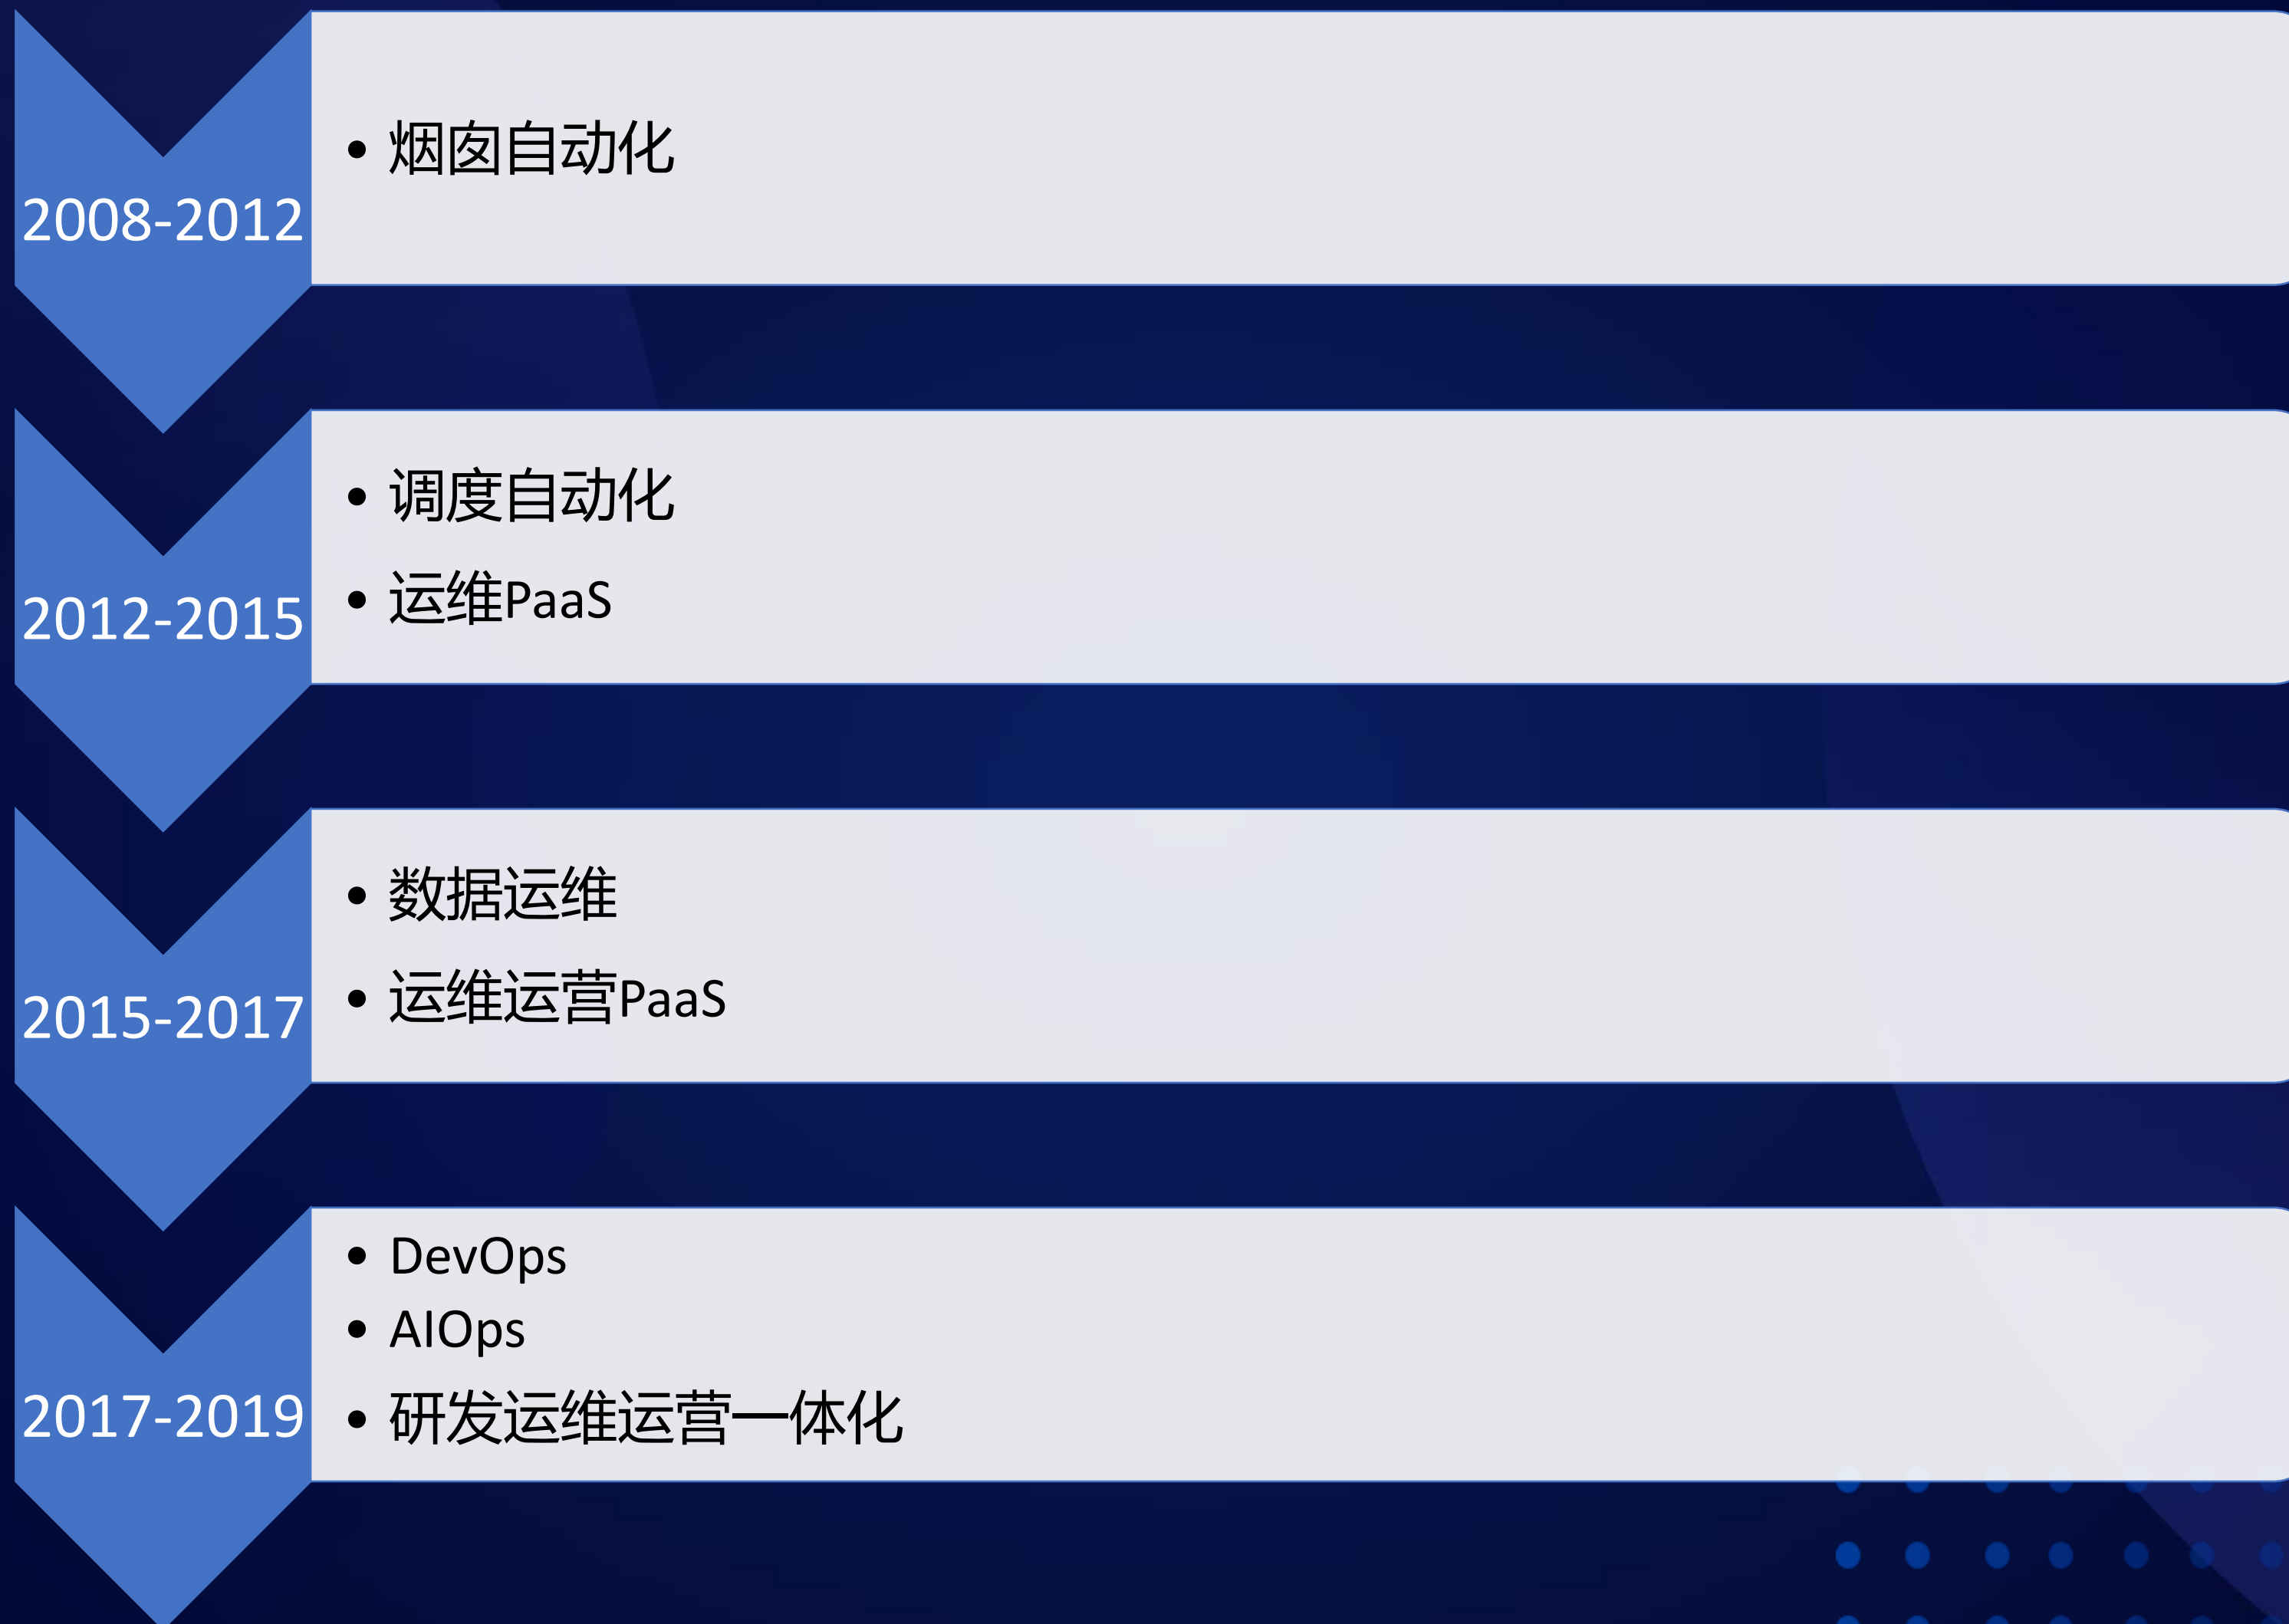 2008-2012
• 烟囱自动化
2012-2015
• 调度自动化
• 运维PaaS
2015-2017
• 数据运维
• 运维运营PaaS
2017-2019
• DevOps
• AIOps
• 研发运维运营一体化